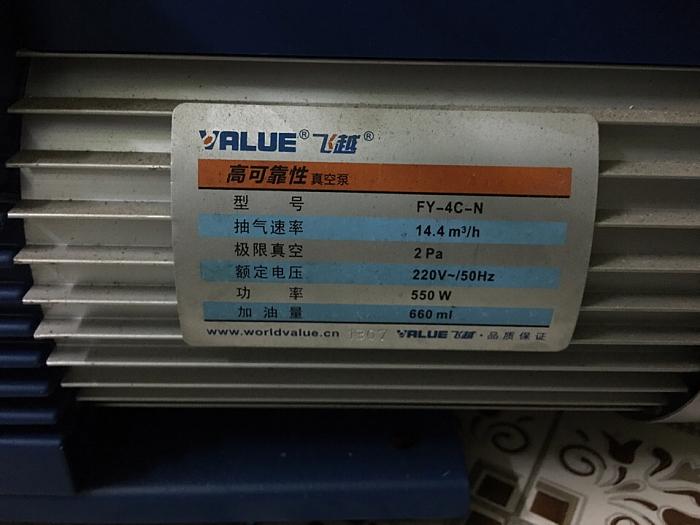 VALUE® 飞越®
高可靠性 真空泵
型 号 FY-4C-N
抽气速率 14.4 m³/h
极限真空 2 Pa
额定电压 220V~/50Hz
功 率 550 W
加油量 660 ml
www.worldvalue.cn 1367 VALUE 飞越·品质保证